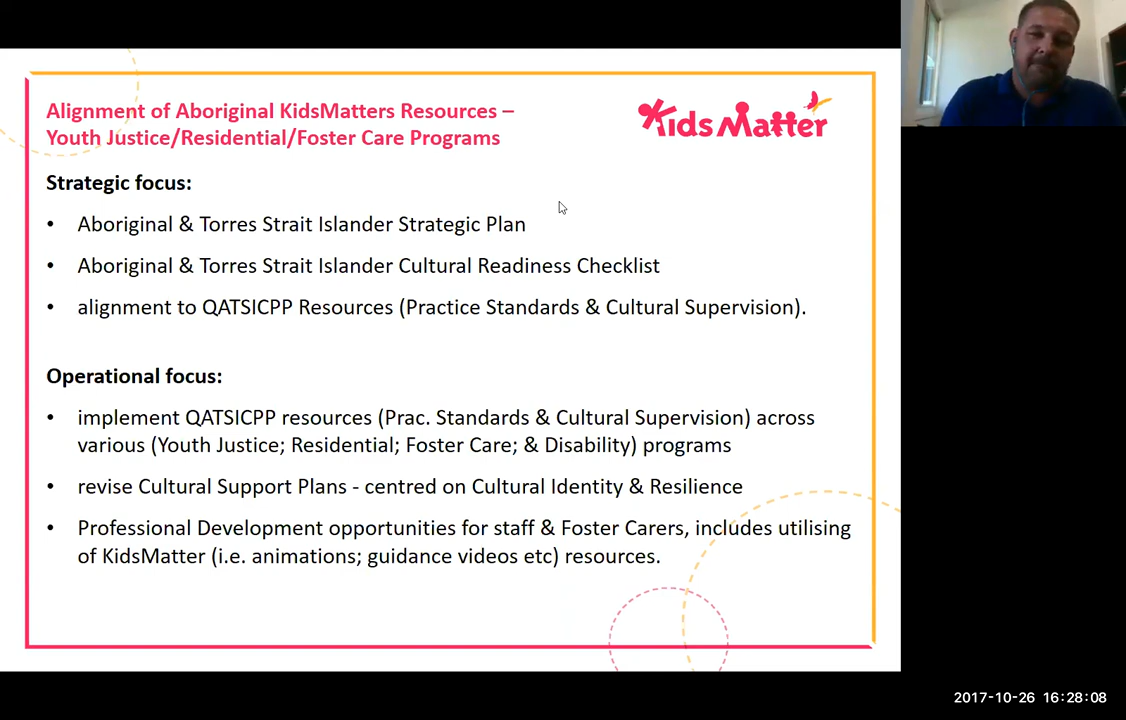 Alignment of Aboriginal KidsMatters Resources –
Youth Justice/Residential/Foster Care Programs
KidsMatter
Strategic focus:
• Aboriginal & Torres Strait Islander Strategic Plan
• Aboriginal & Torres Strait Islander Cultural Readiness Checklist
• alignment to QATSICPP Resources (Practice Standards & Cultural Supervision).
Operational focus:
• implement QATSICPP resources (Prac. Standards & Cultural Supervision) across
various (Youth Justice; Residential; Foster Care; & Disability) programs
• revise Cultural Support Plans - centred on Cultural Identity & Resilience
• Professional Development opportunities for staff & Foster Carers, includes utilising
of KidsMatter (i.e. animations; guidance videos etc) resources.
2017-10-26 16:28:08